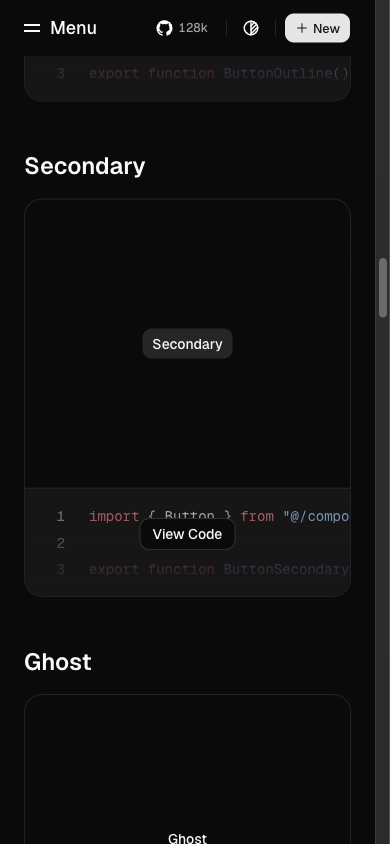 Menu
128k
+ New
3 export function ButtonOutline()
Secondary
Secondary
1 import { Button } from "@/compo
2
View Code
3 export function ButtonSecondary
Ghost
Ghost